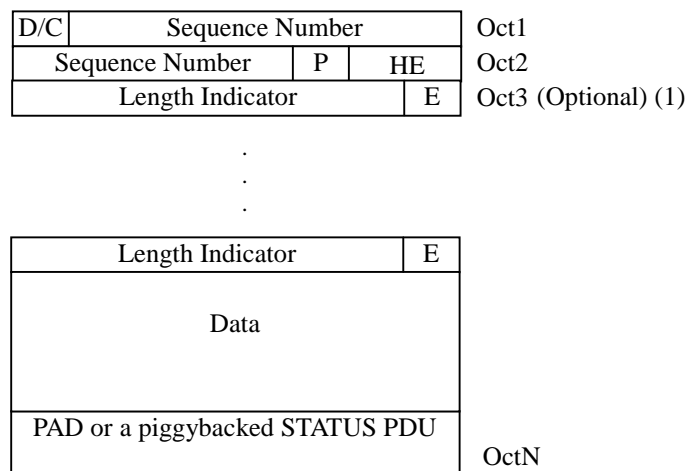 D/C Sequence Number Oct1
Sequence Number P HE Oct2
Length Indicator E Oct3 (Optional) (1)
.
.
.
Length Indicator E
Data
PAD or a piggybacked STATUS PDU
OctN